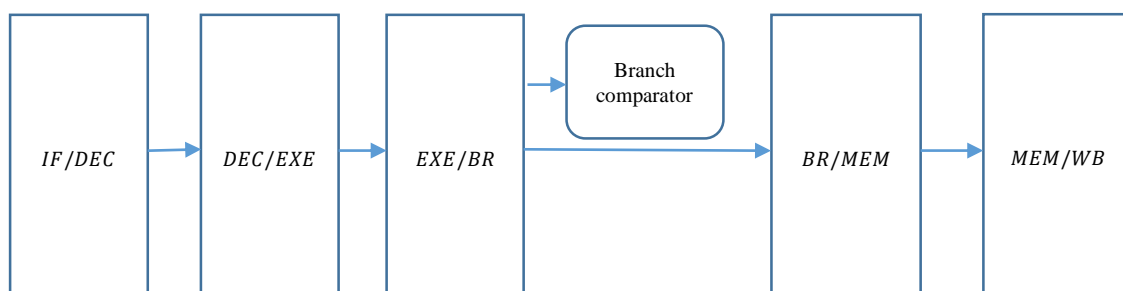 Branch
comparator
IF/DEC
DEC/EXE
EXE/BR
BR/MEM
MEM/WB